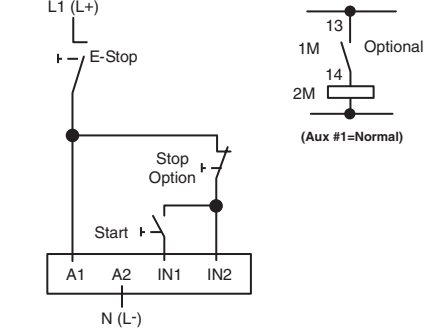 L1 (L+)
E-Stop
Stop
Option
Start
A1 A2 IN1 IN2
N (L-)
13
1M Optional
14
2M
(Aux #1=Normal)